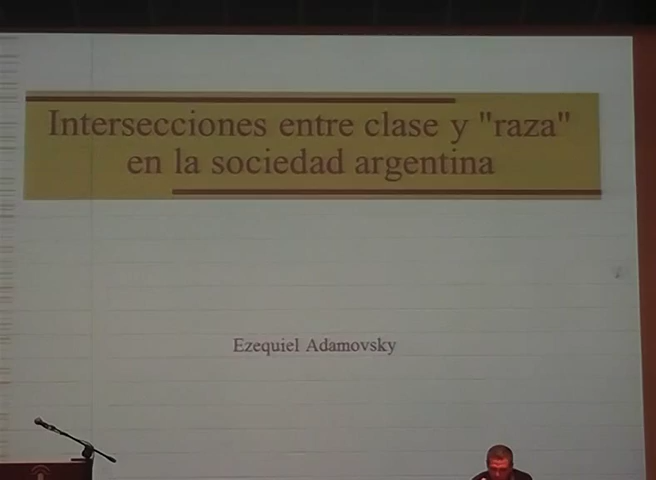 Intersecciones entre clase y "raza"
en la sociedad argentina
Ezequiel Adamovsky